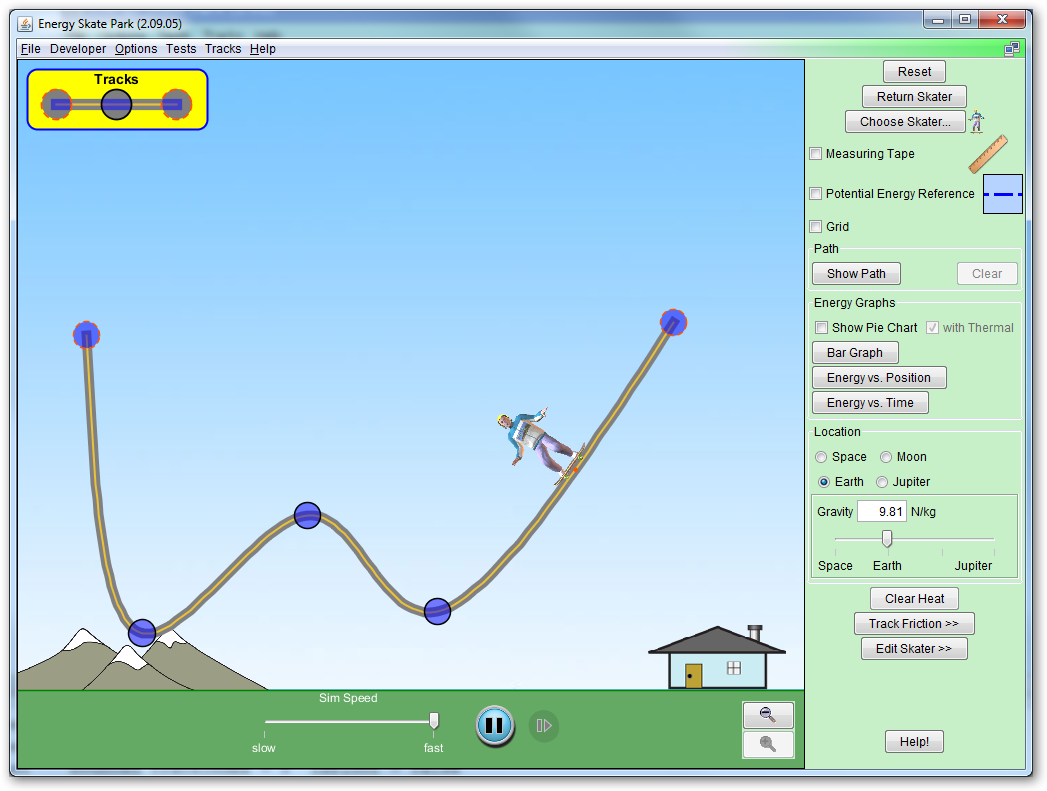 Energy Skate Park (2.09.05)
File Developer Options Tests Tracks Help
Tracks
Reset
Return Skater
Choose Skater...
Measuring Tape
Potential Energy Reference
Grid
Path
Show Path Clear
Energy Graphs
Show Pie Chart with Thermal
Bar Graph
Energy vs. Position
Energy vs. Time
Location
Space Moon
Earth Jupiter
Gravity 9.81 N/kg
Space Earth Jupiter
Clear Heat
Track Friction >>
Edit Skater >>
Help!
Sim Speed
slow fast